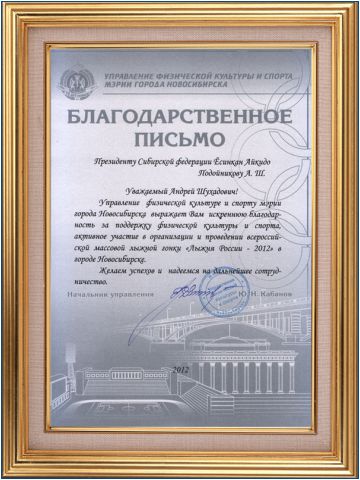 УПРАВЛЕНИЕ ФИЗИЧЕСКОЙ КУЛЬТУРЫ И СПОРТА
МЭРИИ ГОРОДА НОВОСИБИРСКА
БЛАГОДАРСТВЕННОЕ
ПИСЬМО
Президенту Сибирской федерации Ёсинкан Айкидо
Подойникову А. Ш.
Уважаемый Андрей Шухадович!
Управление физической культуре и спорту мэрии
города Новосибирска выражает Вам искреннюю благодар-
ность за поддержку физической культуры и спорта,
активное участие в организации и проведении всероссий-
ской массовой лыжной гонки «Лыжня России - 2012» в
городе Новосибирске.
Желаем успехов и надеемся на дальнейшее сотруд-
ничество.
Начальник управления Ю. Н. Кабанов
2012